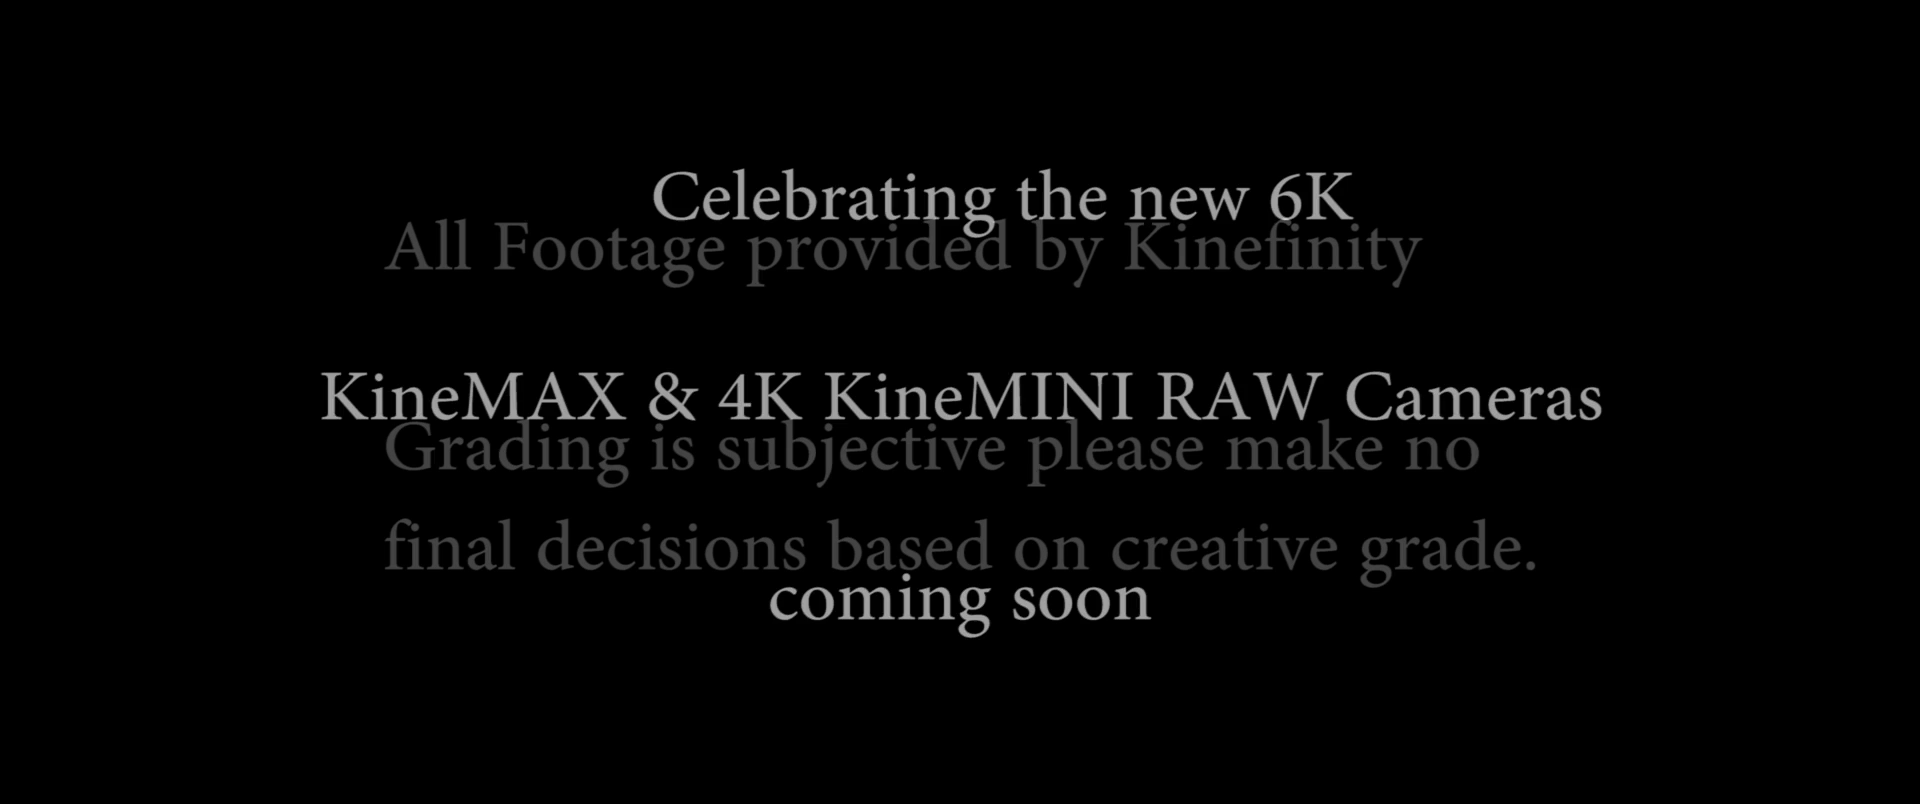 Celebrating the new 6K
All Footage provided by Kinefinity
KineMAX & 4K KineMINI RAW Cameras
Grading is subjective please make no
final decisions based on creative grade.
coming soon